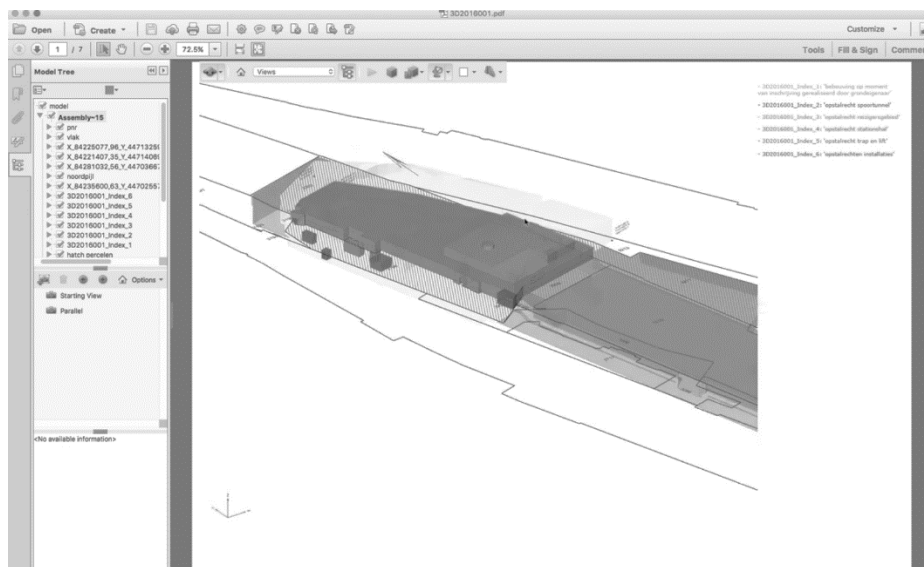 3D2016001.pdf
Open
Create
Customize
1 / 7
72.5%
Tools
Fill & Sign
Comme
Model Tree
Views
model
Assembly~15
pnr
vlak
X_84225077,96_Y_4471325
X_84221407,35_Y_4471406
X_84281032,56_Y_4470366
noordpijl
X_84235600,63_Y_4470255
3D2016001_Index_6
3D2016001_Index_5
3D2016001_Index_4
3D2016001_Index_3
3D2016001_Index_2
3D2016001_Index_1
hatch percelen
Options
Starting View
Parallel
<No available information>
- 3D2016001_Index_1: 'bebouwing op moment
van inschrijving gerealiseerd door grondeigenaar'
- 3D2016001_Index_2: 'opstalrecht spoortunnel'
- 3D2016001_Index_3: 'opstalrecht reizigersgebied'
- 3D2016001_Index_4: 'opstalrecht stationshal'
- 3D2016001_Index_5: 'opstalrecht trap en lift'
- 3D2016001_Index_6: 'opstalrechten installaties'